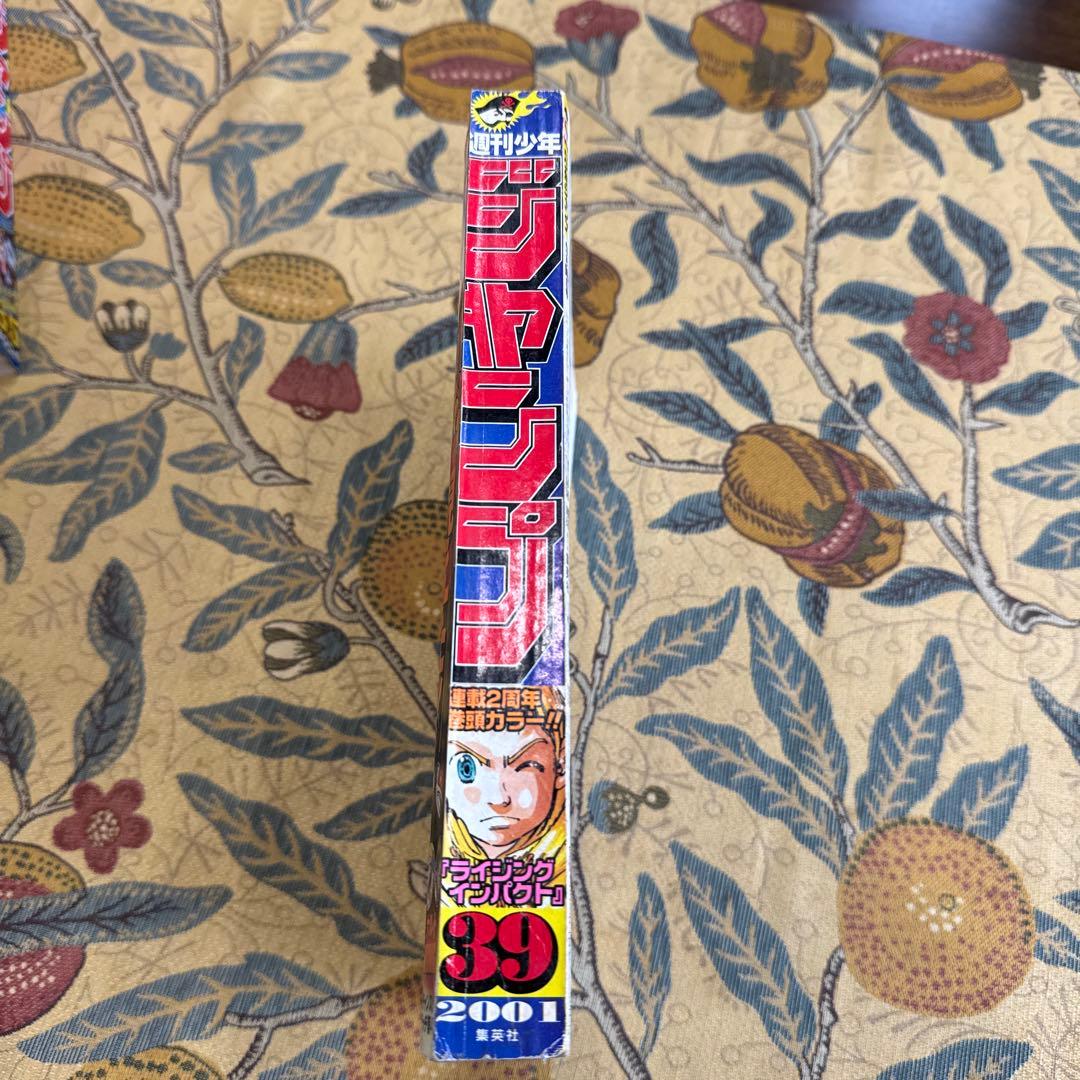 週刊少年
ジャンプ
連載2周年
巻頭カラー!!
『ライジング
インパクト』
39
2001
集英社